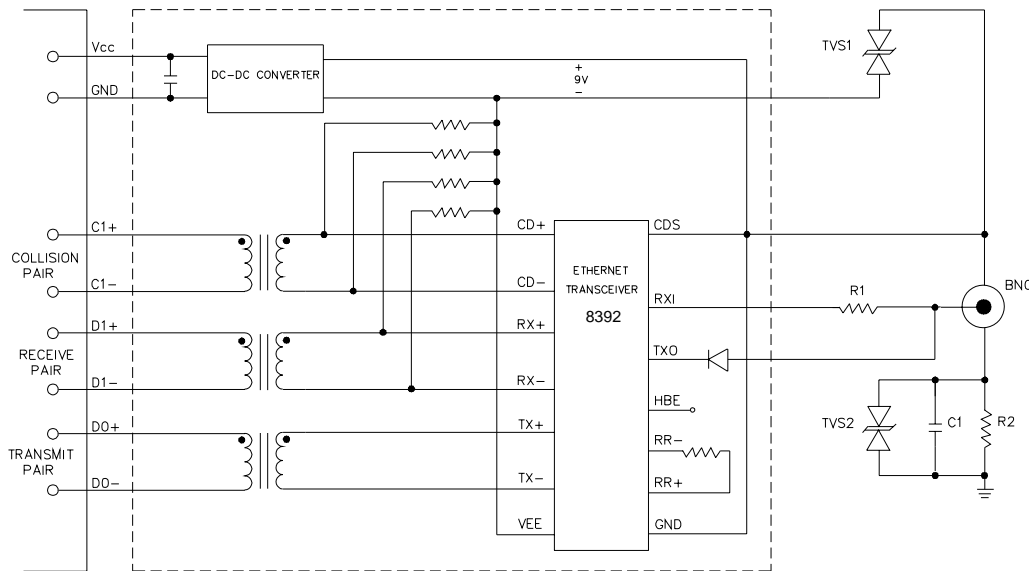 Vcc
DC-DC CONVERTER
GND
+
9V
-
TVS1
C1+
COLLISION
PAIR
C1-
D1+
RECEIVE
PAIR
D1-
DO+
TRANSMIT
PAIR
DO-
CD+
CD-
RX+
RX-
TX+
TX-
VEE
ETHERNET
TRANSCEIVER
8392
CDS
RXI
TXO
HBE
RR-
RR+
GND
R1
BNC
TVS2
C1
R2